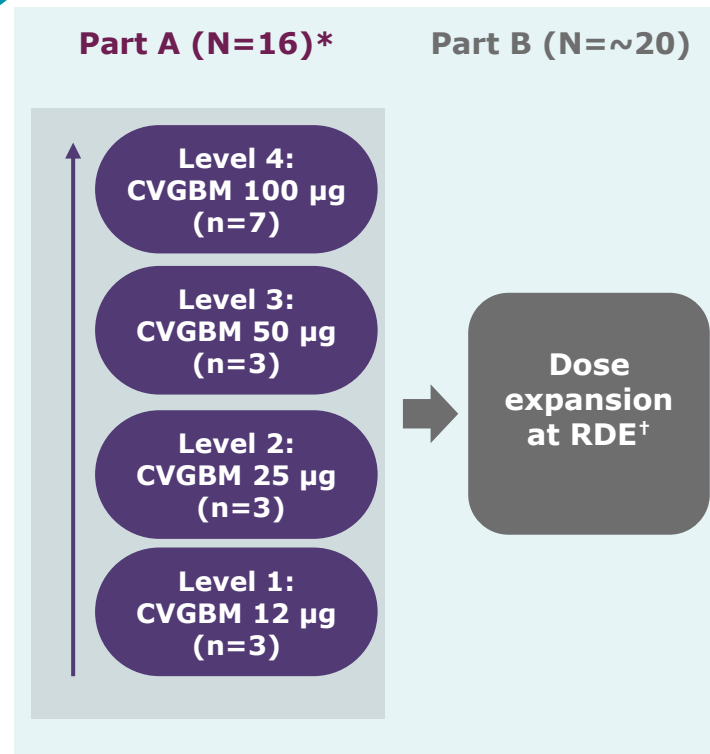 Part A (N=16)*
Part B (N=~20)
Level 4:
CVGBM 100 µg
(n=7)
Level 3:
CVGBM 50 µg
(n=3)
Level 2:
CVGBM 25 µg
(n=3)
Level 1:
CVGBM 12 µg
(n=3)
Dose
expansion
at RDE†